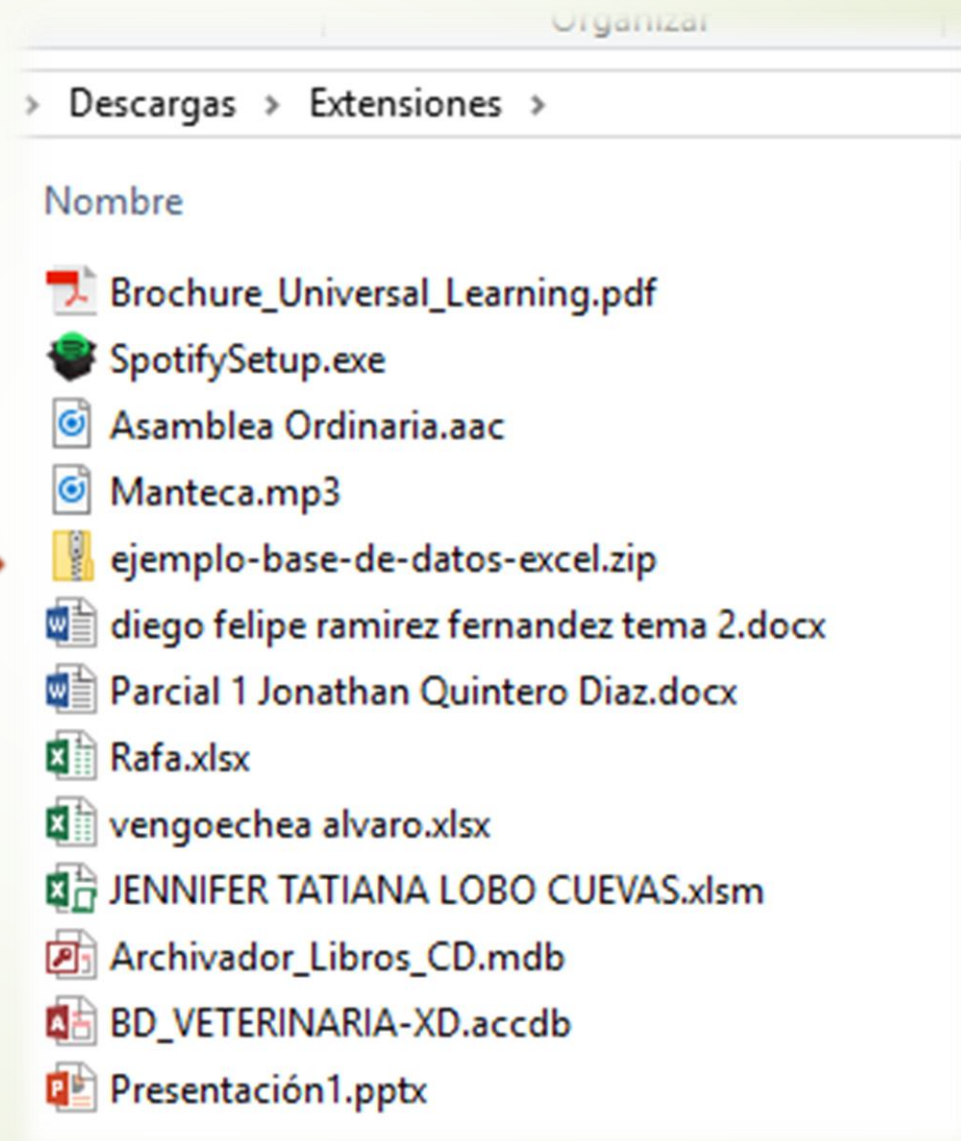 Organizar
Descargas > Extensiones >
Nombre
Brochure_Universal_Learning.pdf
SpotifySetup.exe
Asamblea Ordinaria.aac
Manteca.mp3
ejemplo-base-de-datos-excel.zip
diego felipe ramirez fernandez tema 2.docx
Parcial 1 Jonathan Quintero Diaz.docx
Rafa.xlsx
vengoechea alvaro.xlsx
JENNIFER TATIANA LOBO CUEVAS.xlsm
Archivador_Libros_CD.mdb
BD_VETERINARIA-XD.accdb
Presentación1.pptx